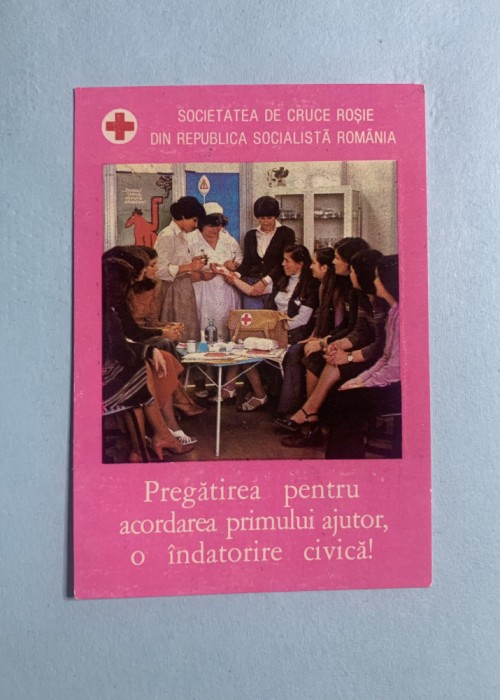 SOCIETATEA DE CRUCE ROȘIE
DIN REPUBLICA SOCIALISTĂ ROMÂNIA
Pregătirea pentru
acordarea primului ajutor,
o îndatorire civică!